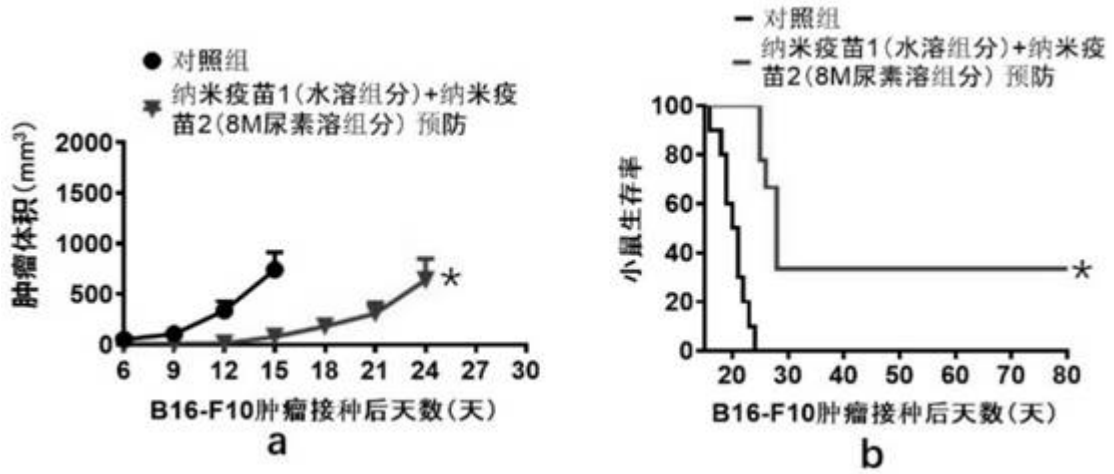 对照组
纳米疫苗1(水溶组分)+纳米疫
苗2(8M尿素溶组分) 预防
肿瘤体积(mm³)
2000
1500
1000
500
0
6 9 12 15 18 21 24 27 30
*
B16-F10肿瘤接种后天数(天)
a
对照组
纳米疫苗1(水溶组分)+纳米疫
苗2(8M尿素溶组分) 预防
小鼠生存率
100
80
60
40
20
0
20 30 40 50 60 70 80
*
B16-F10肿瘤接种后天数(天)
b